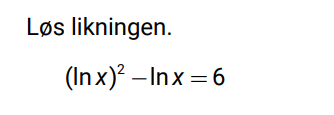 Løs likningen.
(ln x)² – ln x = 6